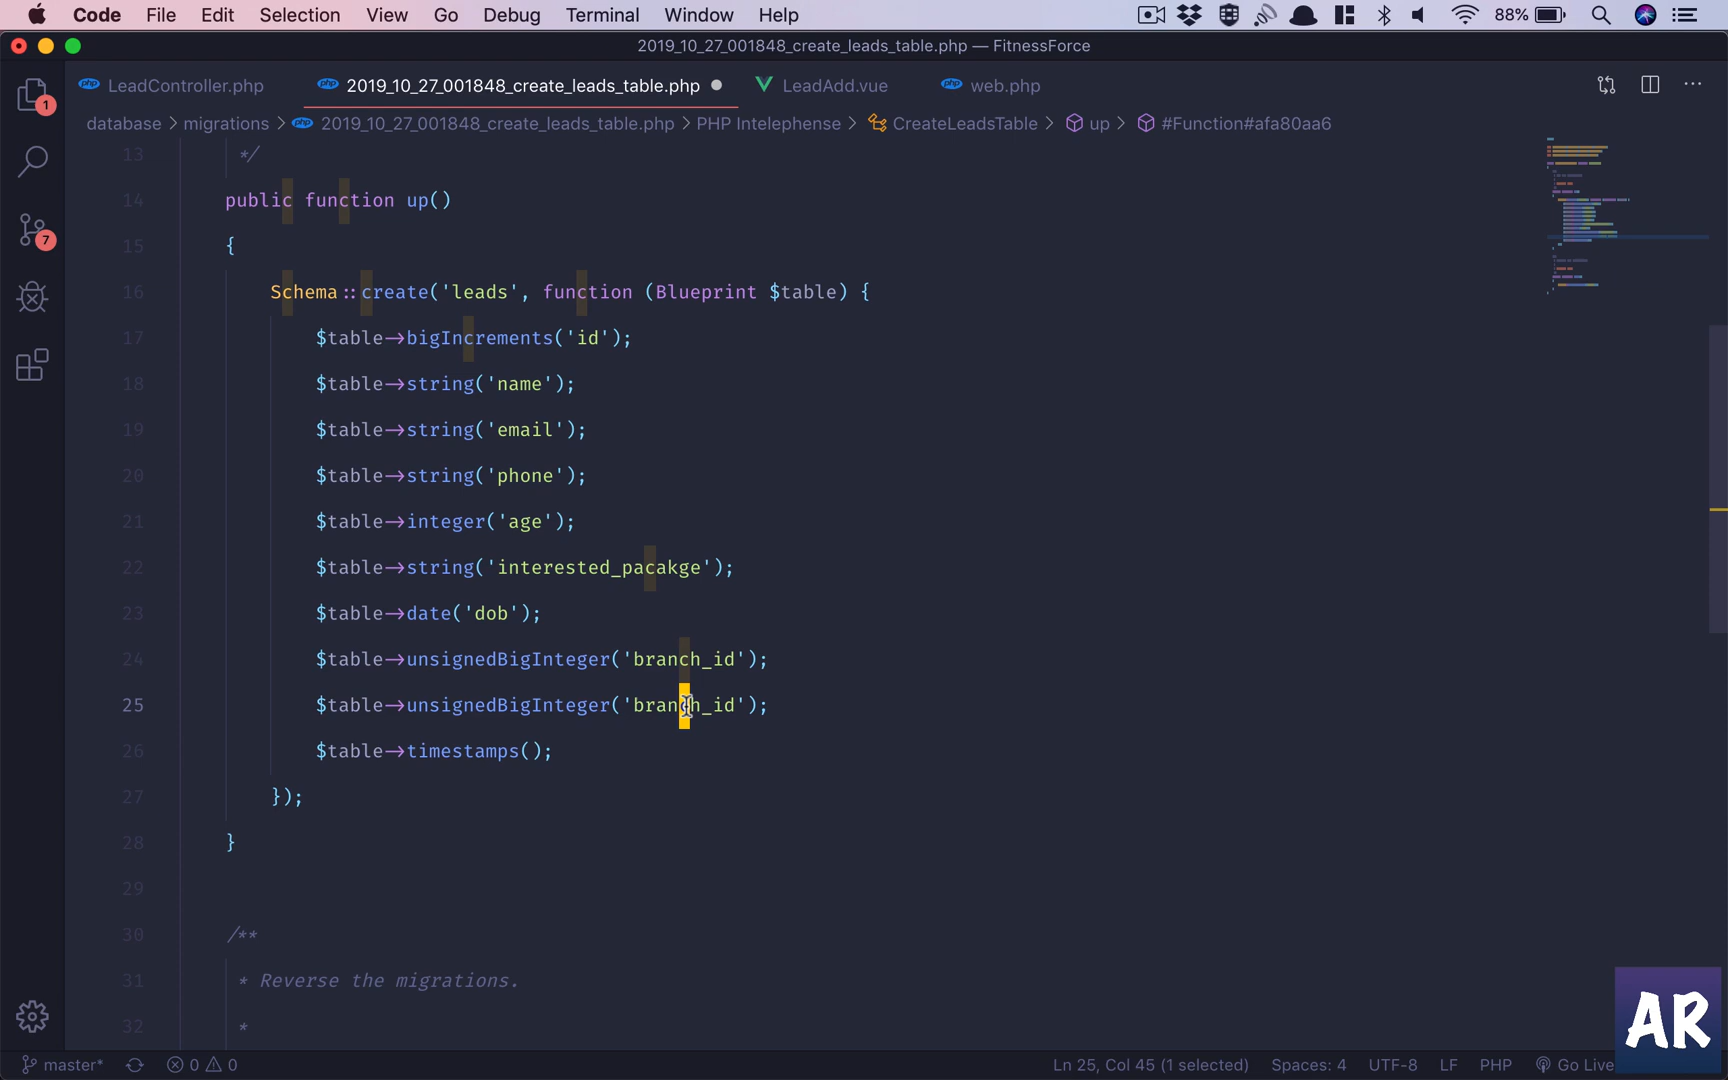 Code File Edit Selection View Go Debug Terminal Window Help 88%
2019_10_27_001848_create_leads_table.php — FitnessForce
LeadController.php 2019_10_27_001848_create_leads_table.php LeadAdd.vue web.php
database > migrations > 2019_10_27_001848_create_leads_table.php > PHP Intelephense > CreateLeadsTable > up > #Function#afa80aa6
13 */
14 public function up()
15 {
16 Schema::create('leads', function (Blueprint $table) {
17 $table->bigIncrements('id');
18 $table->string('name');
19 $table->string('email');
20 $table->string('phone');
21 $table->integer('age');
22 $table->string('interested_pacakge');
23 $table->date('dob');
24 $table->unsignedBigInteger('branch_id');
25 $table->unsignedBigInteger('branch_id');
26 $table->timestamps();
27 });
28 }
29
30 /**
31 * Reverse the migrations.
32 *
1
7
AR
master* 0 0 Ln 25, Col 45 (1 selected) Spaces: 4 UTF-8 LF PHP Go Live